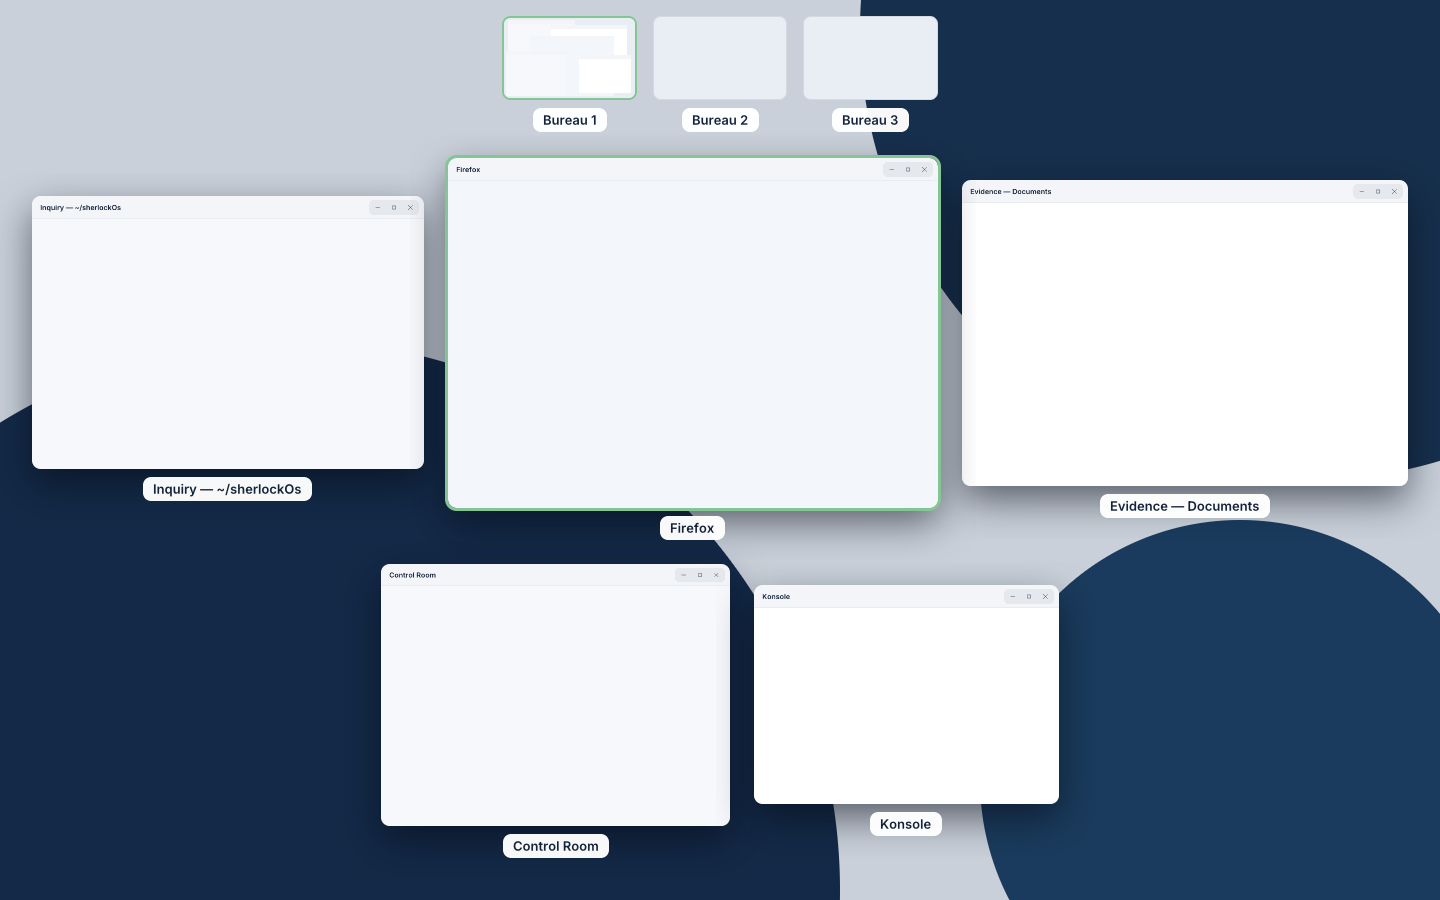 Bureau 1
Bureau 2
Bureau 3
Firefox
Evidence — Documents
Inquiry — ~/sherlockOs
Inquiry — ~/sherlockOs
Evidence — Documents
Firefox
Control Room
Konsole
Konsole
Control Room